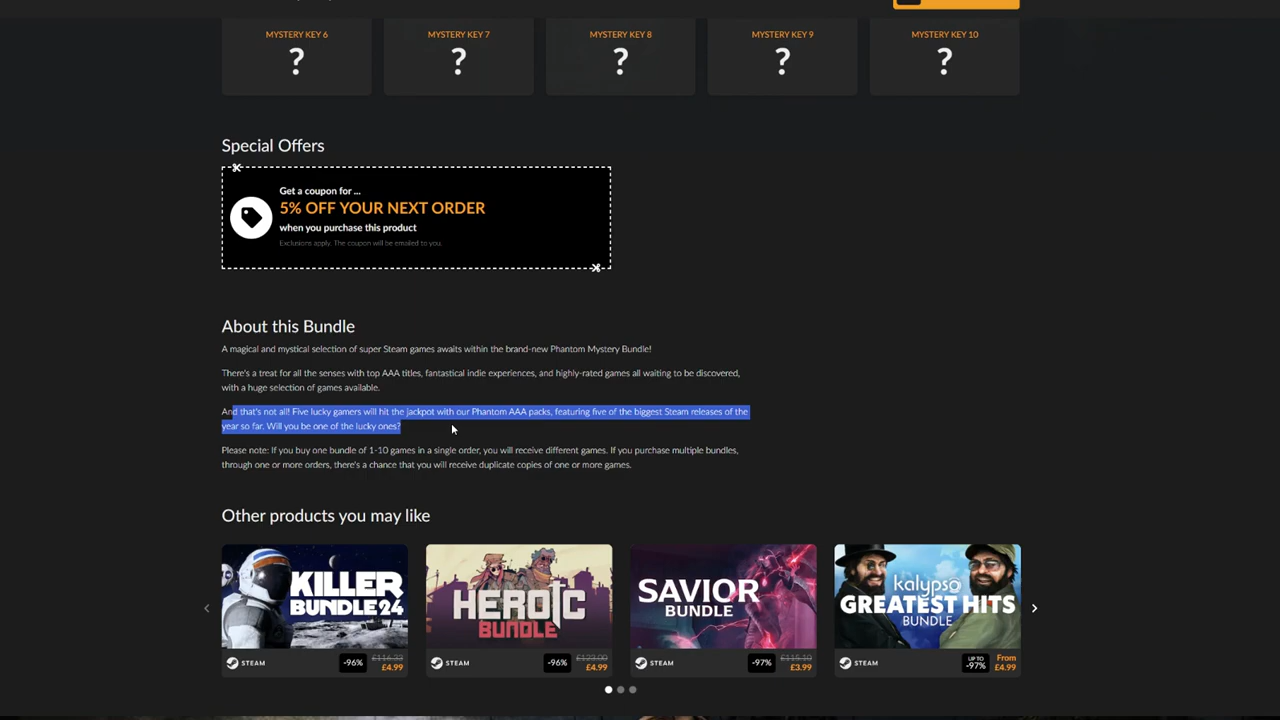 MYSTERY KEY 6
MYSTERY KEY 7
MYSTERY KEY 8
MYSTERY KEY 9
MYSTERY KEY 10
?
?
?
?
?
Special Offers
Get a coupon for ...
5% OFF YOUR NEXT ORDER
when you purchase this product
Exclusions apply. The coupon will be emailed to you.
About this Bundle
A magical and mystical selection of super Steam games awaits within the brand-new Phantom Mystery Bundle!
There's a treat for all the senses with top AAA titles, fantastical indie experiences, and highly-rated games all waiting to be discovered,
with a huge selection of games available.
And that's not all! Five lucky gamers will hit the jackpot with our Phantom AAA packs, featuring five of the biggest Steam releases of the
year so far. Will you be one of the lucky ones?
Please note: If you buy one bundle of 1-10 games in a single order, you will receive different games. If you purchase multiple bundles,
through one or more orders, there's a chance that you will receive duplicate copies of one or more games.
Other products you may like
KILLER
BUNDLE 24
STEAM
-96%
£116.33
£4.99
HEROIC
BUNDLE
STEAM
-96%
£123.00
£4.99
SAVIOR
BUNDLE
STEAM
-97%
£115.10
£3.99
kalypso
GREATEST HITS
BUNDLE
STEAM
UP TO
-97%
From
£4.99